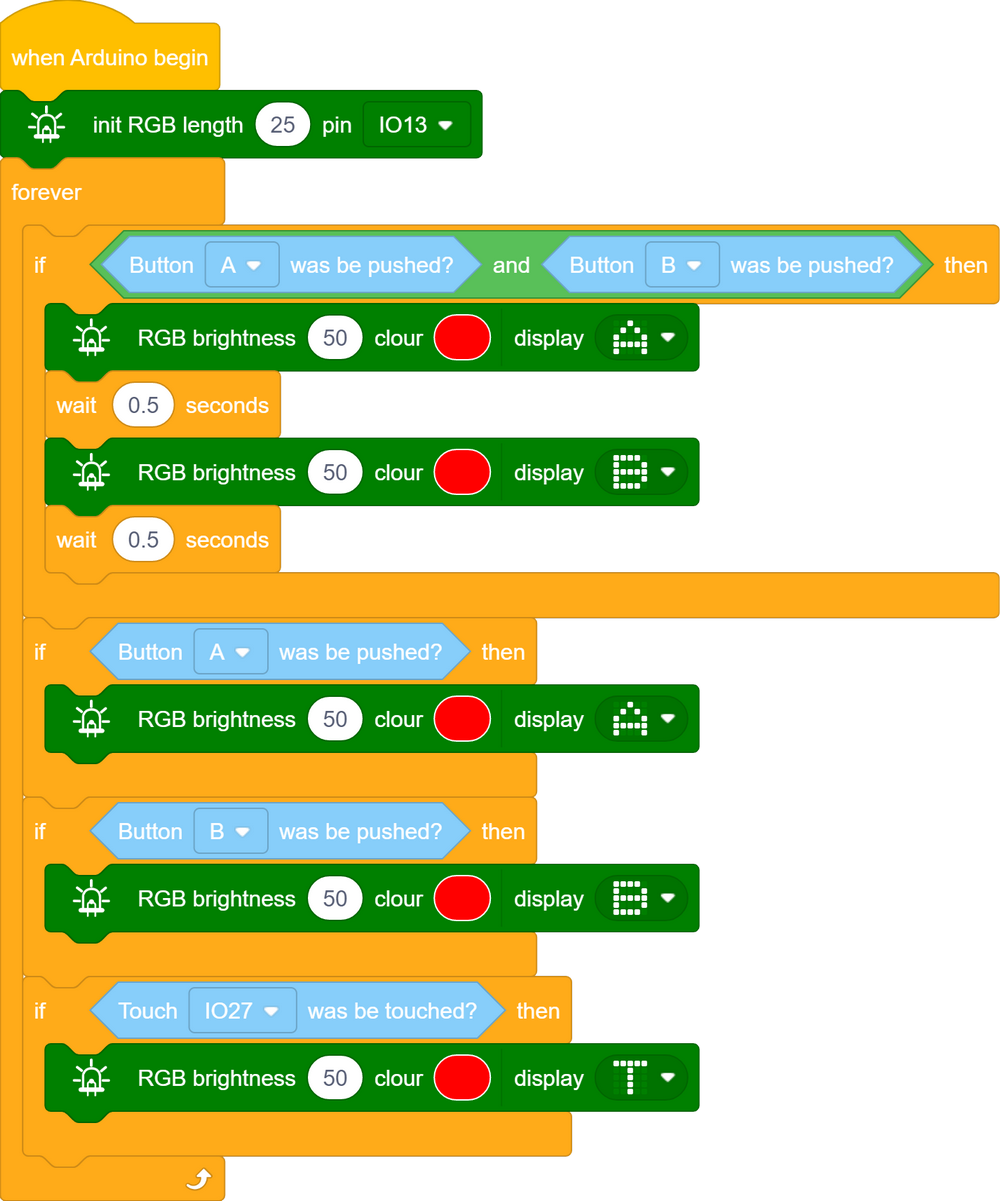 when Arduino begin
init RGB length 25 pin IO13
forever
if Button A was be pushed? and Button B was be pushed? then
RGB brightness 50 clour display A
wait 0.5 seconds
RGB brightness 50 clour display B
wait 0.5 seconds
if Button A was be pushed? then
RGB brightness 50 clour display A
if Button B was be pushed? then
RGB brightness 50 clour display B
if Touch IO27 was be touched? then
RGB brightness 50 clour display T